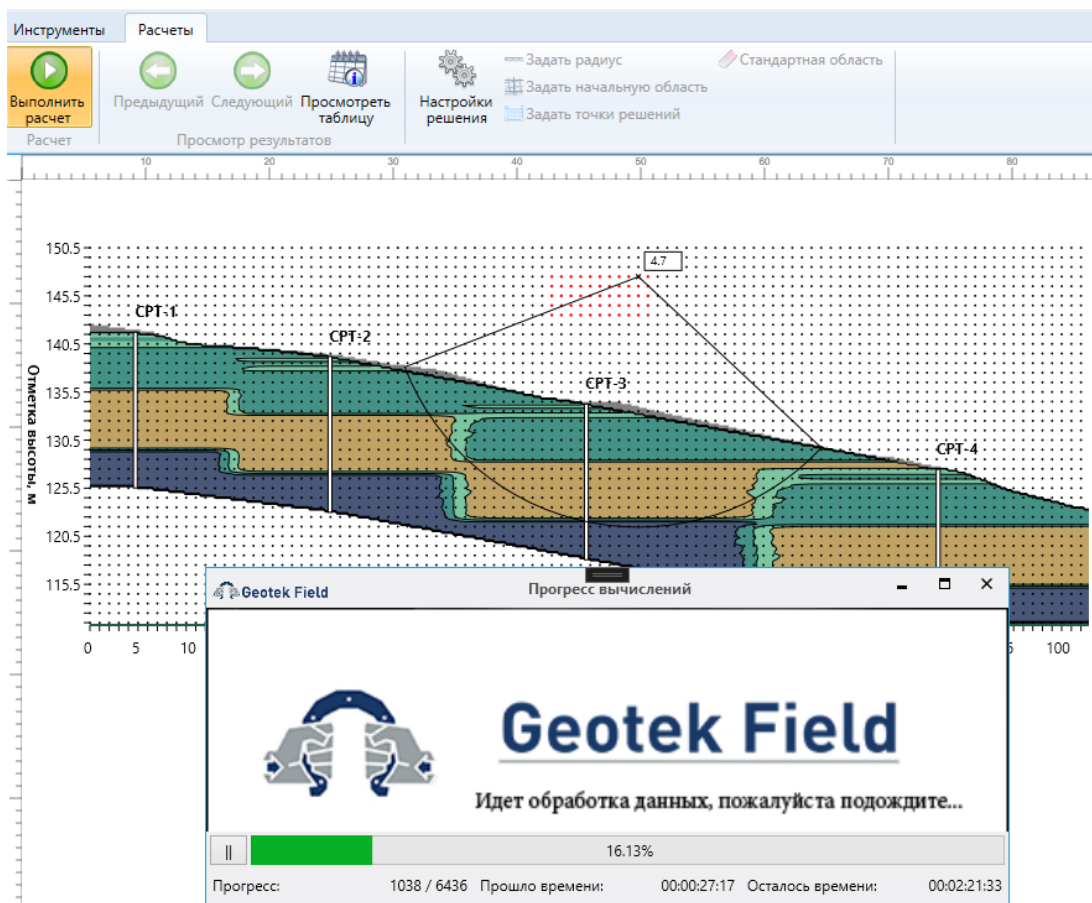 Инструменты Расчеты
Выполнить расчет
Предыдущий Следующий Просмотреть таблицу
Настройки решения
Задать радиус
Стандартная область
Задать начальную область
Задать точки решений
Расчет Просмотр результатов
10 20 30 40 50 60 70 80
150.5
4.7
145.5
CPT-1
CPT-2
140.5
CPT-3
135.5
Отметка высоты, м
130.5
CPT-4
125.5
120.5
115.5
0 5 10 5 100
Geotek Field Прогресс вычислений
Geotek Field
Идет обработка данных, пожалуйста подождите...
|| 16.13%
Прогресс: 1038 / 6436 Прошло времени: 00:00:27:17 Осталось времени: 00:02:21:33